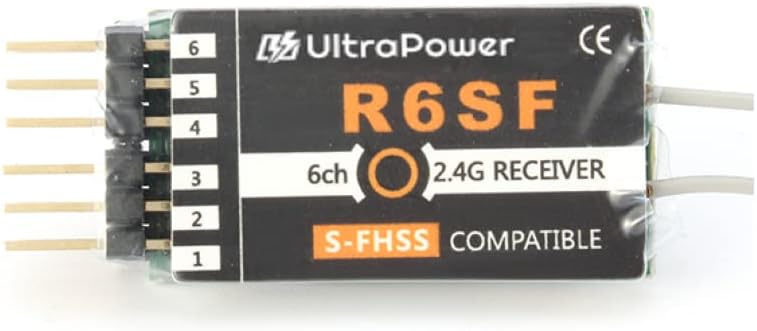 UltraPower CE
R6SF
6ch 2.4G RECEIVER
S-FHSS COMPATIBLE
6
5
4
3
2
1